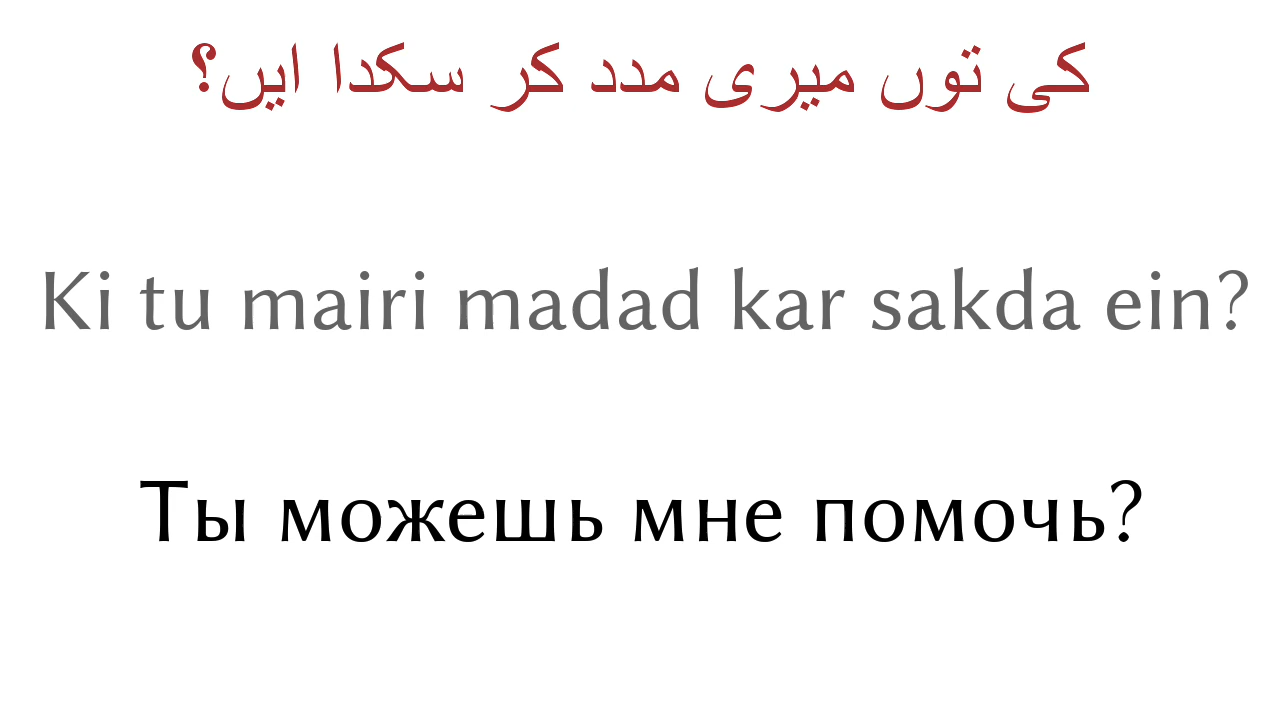 کی توں میری مدد کر سکدا ایں؟
Ki tu mairi madad kar sakda ein?
Ты можешь мне помочь?